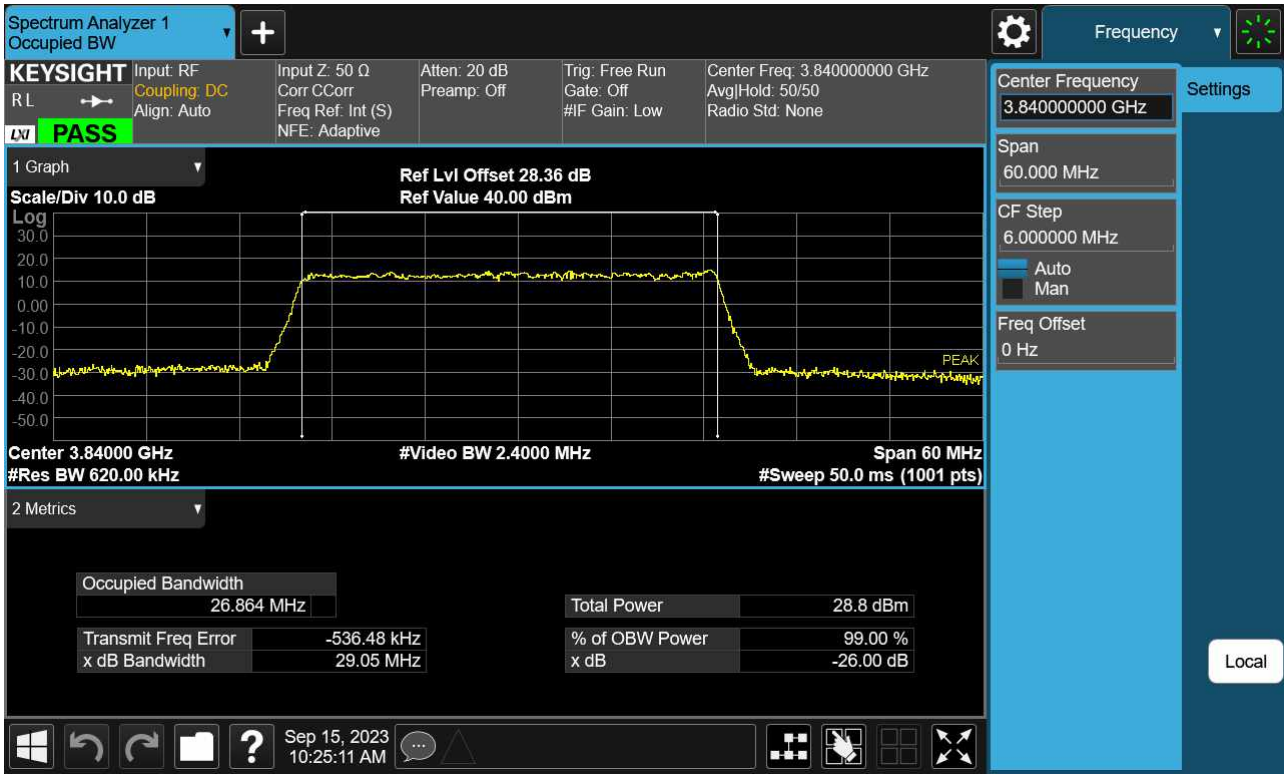 Spectrum Analyzer 1
Occupied BW
+
Frequency
KEYSIGHT
R L
LXI
PASS
Input: RF
Coupling: DC
Align: Auto
Input Z: 50 Ω
Corr CCorr
Freq Ref: Int (S)
NFE: Adaptive
Atten: 20 dB
Preamp: Off
Trig: Free Run
Gate: Off
#IF Gain: Low
Center Freq: 3.840000000 GHz
Avg|Hold: 50/50
Radio Std: None
Center Frequency
3.840000000 GHz
Settings
Span
60.000 MHz
CF Step
6.000000 MHz
Auto
Man
Freq Offset
0 Hz
Local
1 Graph
Scale/Div 10.0 dB
Ref Lvl Offset 28.36 dB
Ref Value 40.00 dBm
Log
30.0
20.0
10.0
0.00
-10.0
-20.0
-30.0
-40.0
-50.0
PEAK
Center 3.84000 GHz
#Video BW 2.4000 MHz
Span 60 MHz
#Res BW 620.00 kHz
#Sweep 50.0 ms (1001 pts)
2 Metrics
Occupied Bandwidth
26.864 MHz
Total Power 28.8 dBm
Transmit Freq Error -536.48 kHz
% of OBW Power 99.00 %
x dB Bandwidth 29.05 MHz
x dB -26.00 dB
?
Sep 15, 2023
10:25:11 AM